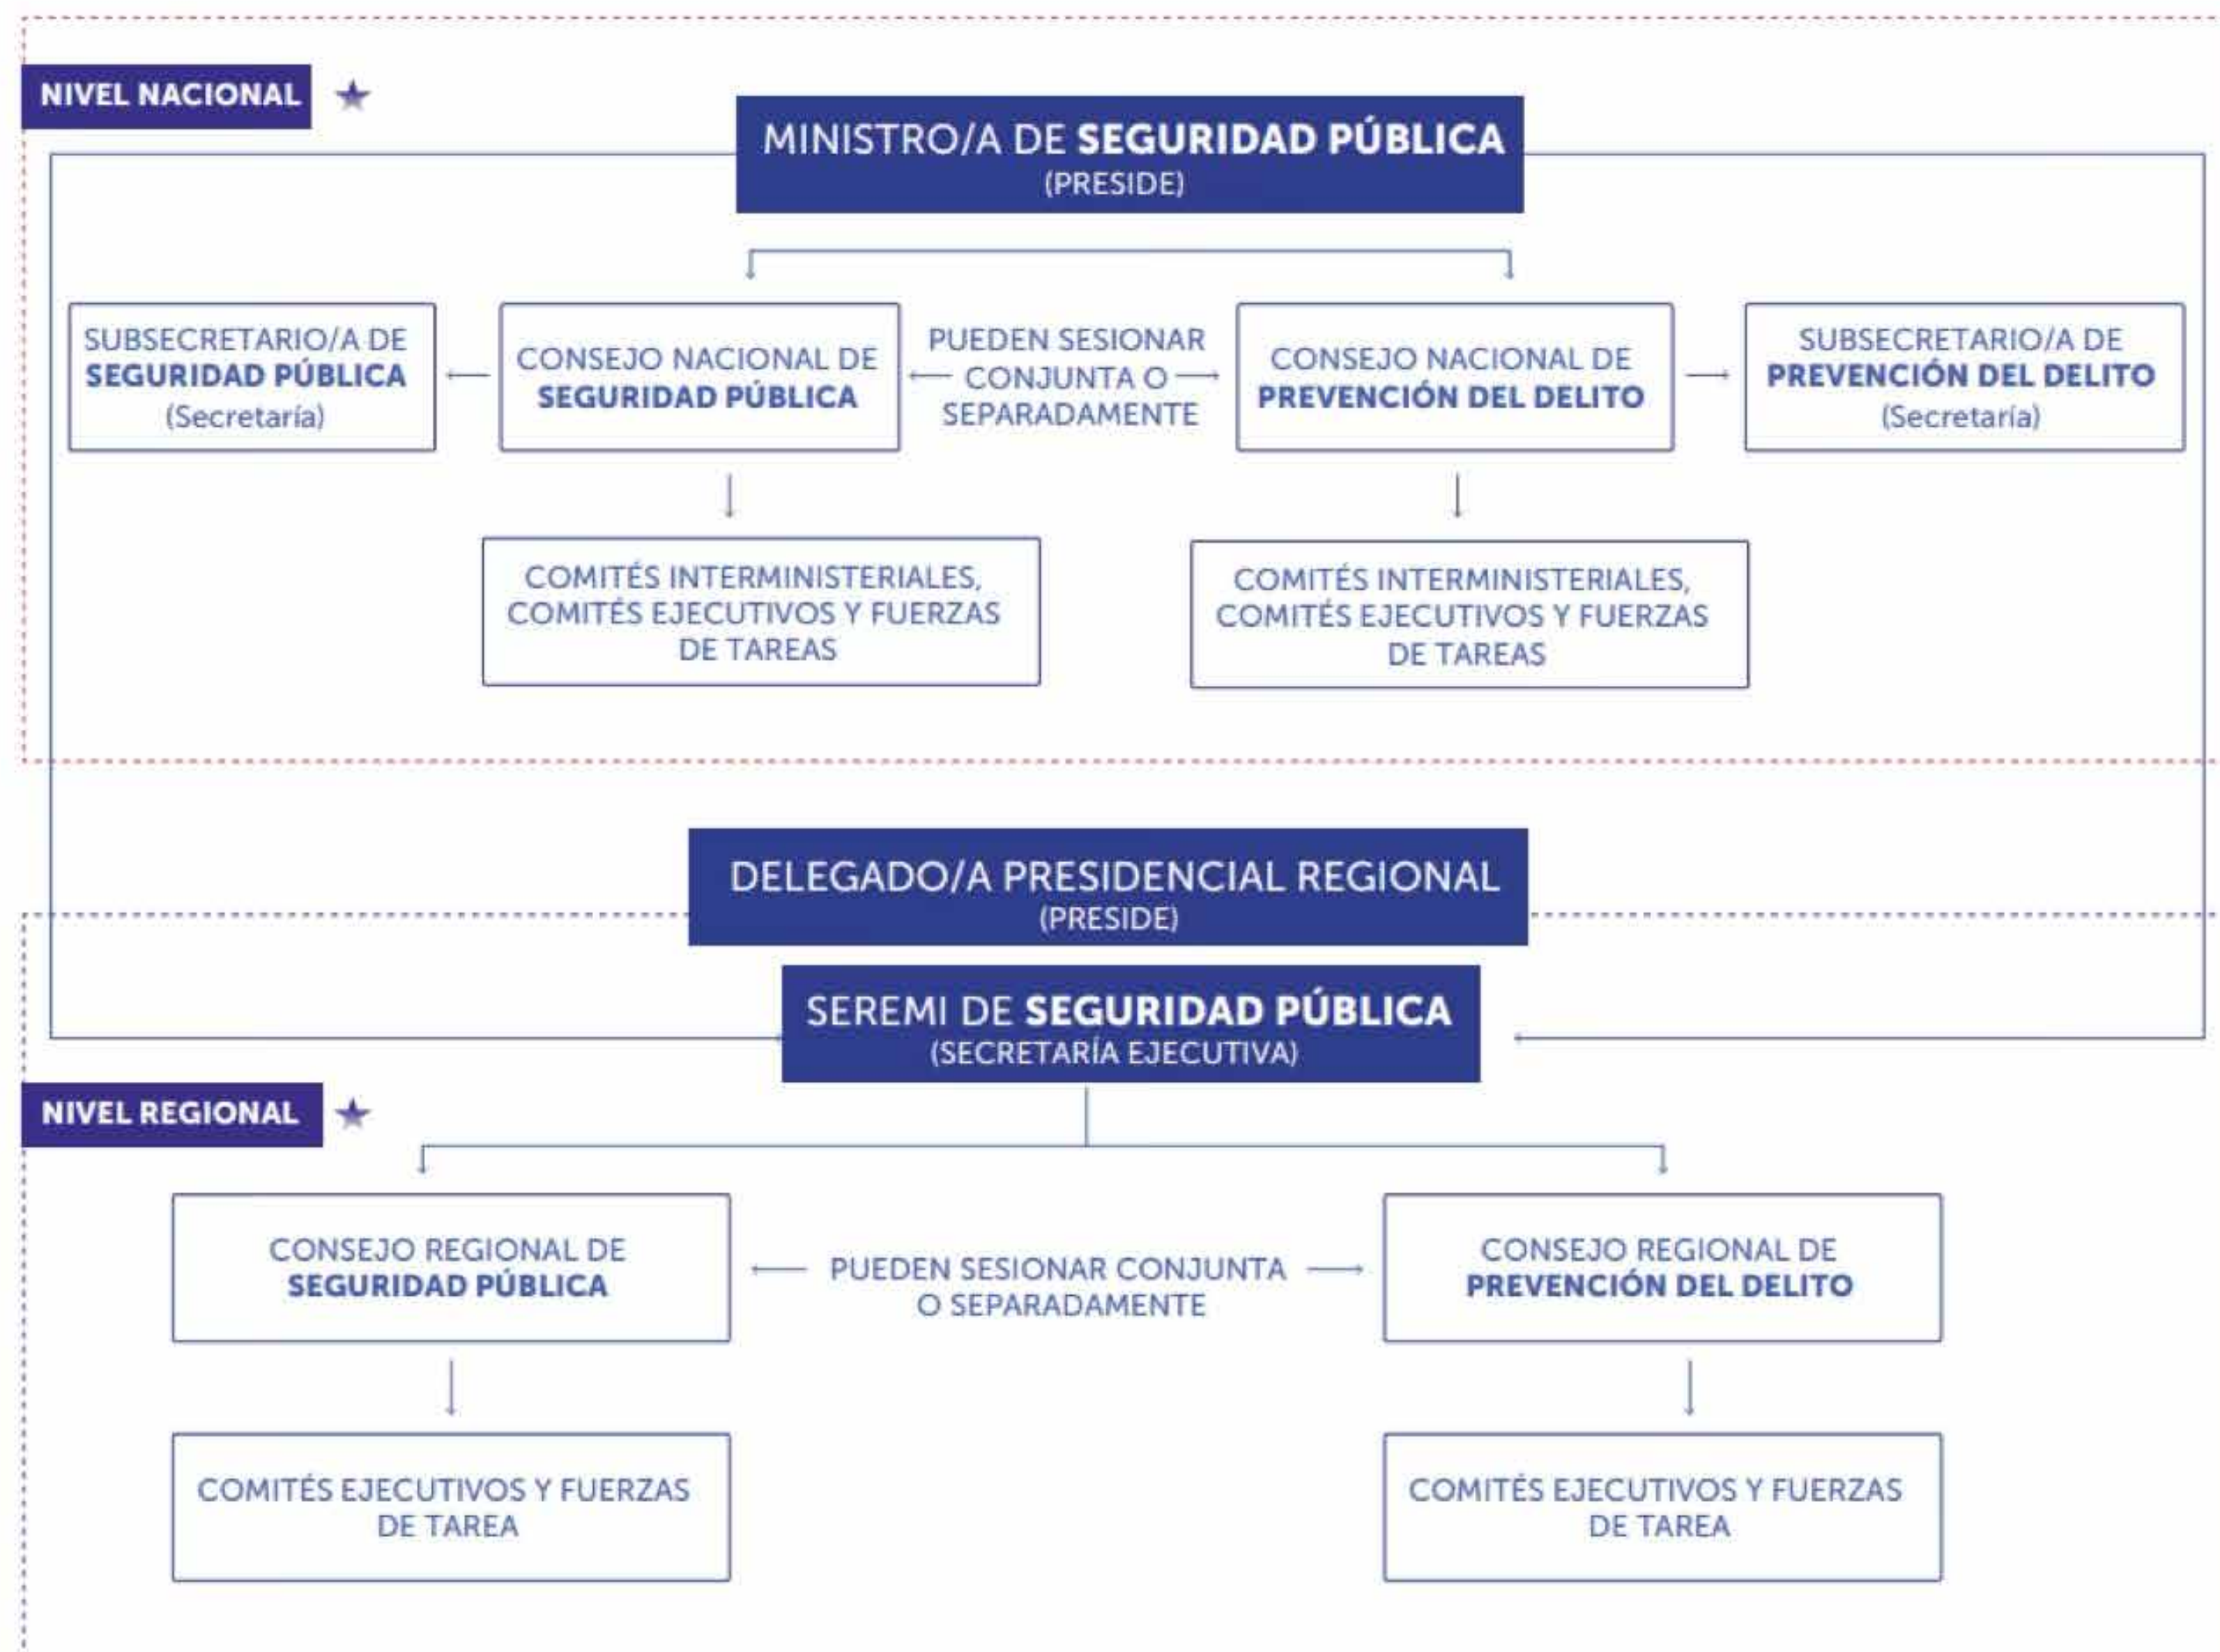 NIVEL NACIONAL
MINISTRO/A DE SEGURIDAD PÚBLICA
(PRESIDE)
SUBSECRETARIO/A DE
SEGURIDAD PÚBLICA
(Secretaría)
CONSEJO NACIONAL DE
SEGURIDAD PÚBLICA
PUEDEN SESIONAR
CONJUNTA O
SEPARADAMENTE
CONSEJO NACIONAL DE
PREVENCIÓN DEL DELITO
SUBSECRETARIO/A DE
PREVENCIÓN DEL DELITO
(Secretaría)
COMITÉS INTERMINISTERIALES,
COMITÉS EJECUTIVOS Y FUERZAS
DE TAREAS
COMITÉS INTERMINISTERIALES,
COMITÉS EJECUTIVOS Y FUERZAS
DE TAREAS
DELEGADO/A PRESIDENCIAL REGIONAL
(PRESIDE)
SEREMI DE SEGURIDAD PÚBLICA
(SECRETARÍA EJECUTIVA)
NIVEL REGIONAL
CONSEJO REGIONAL DE
SEGURIDAD PÚBLICA
PUEDEN SESIONAR CONJUNTA
O SEPARADAMENTE
CONSEJO REGIONAL DE
PREVENCIÓN DEL DELITO
COMITÉS EJECUTIVOS Y FUERZAS
DE TAREA
COMITÉS EJECUTIVOS Y FUERZAS
DE TAREA